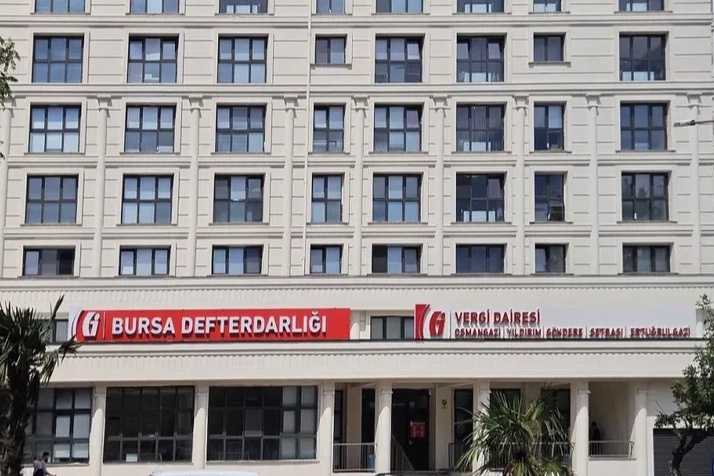 BURSA DEFTERDARLIĞI
VERGİ DAİRESİ
OSMANGAZİ | YILDIRIM | GÖKDERE | SETBAŞI | ERTUĞRULGAZİ